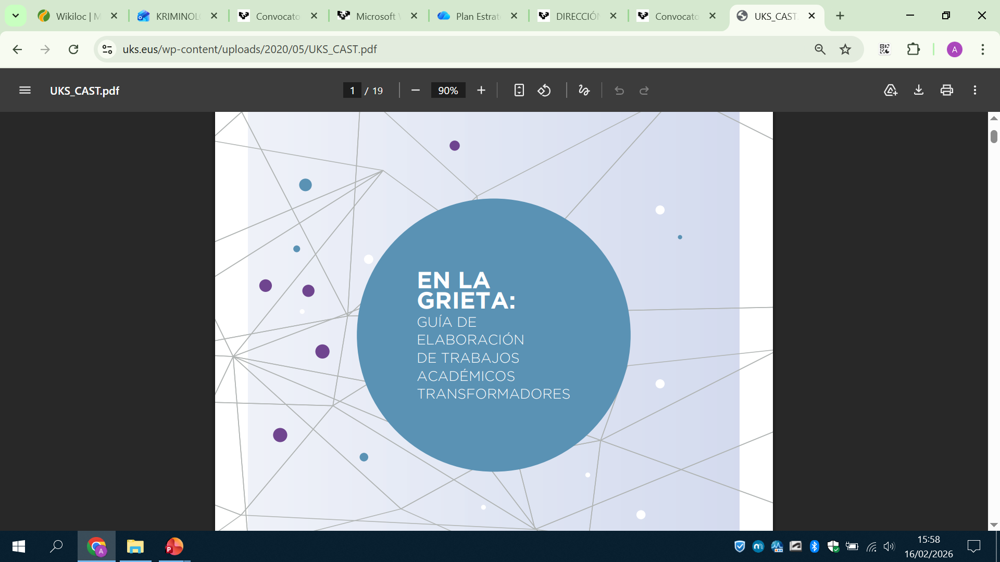 Wikiloc | M
KRIMINOL
Convocato
Microsoft V
Plan Estrat
DIRECCIÓN
Convocato
UKS_CAST.
uks.eus/wp-content/uploads/2020/05/UKS_CAST.pdf
A
UKS_CAST.pdf
1 / 19
90%
EN LA
GRIETA:
GUÍA DE
ELABORACIÓN
DE TRABAJOS
ACADÉMICOS
TRANSFORMADORES
A
P
m
15:58
16/02/2026